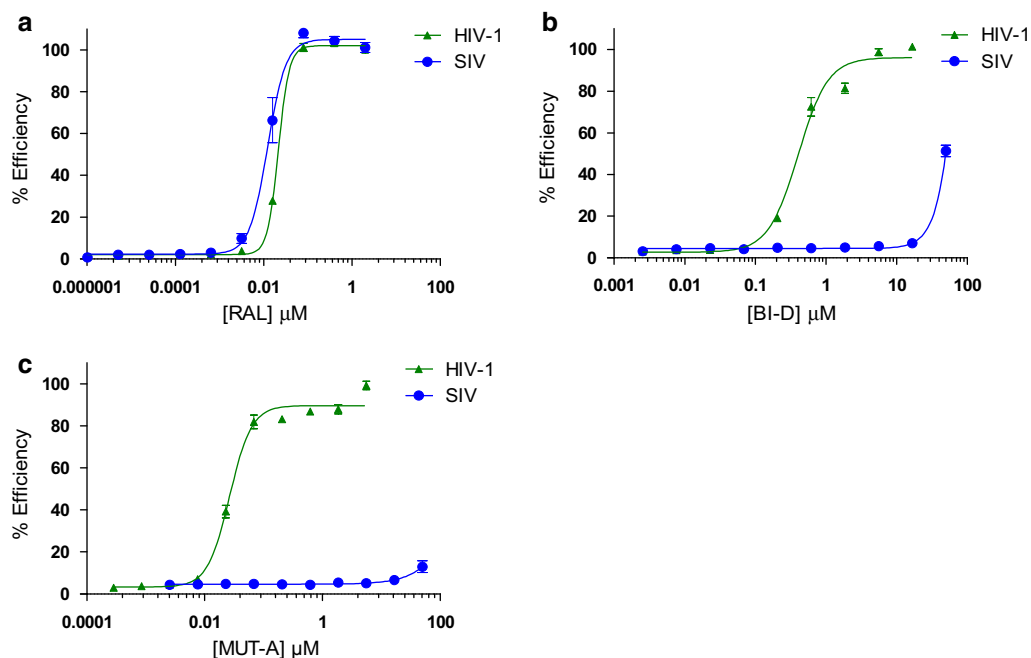 a
HIV-1
SIV
% Efficiency
100
80
60
40
20
0
0.000001 0.0001 0.01 1 100
[RAL] µM
b
HIV-1
SIV
% Efficiency
100
80
60
40
20
0
0.001 0.01 0.1 1 10 100
[BI-D] µM
c
HIV-1
SIV
% Efficiency
100
80
60
40
20
0
0.0001 0.01 1 100
[MUT-A] µM